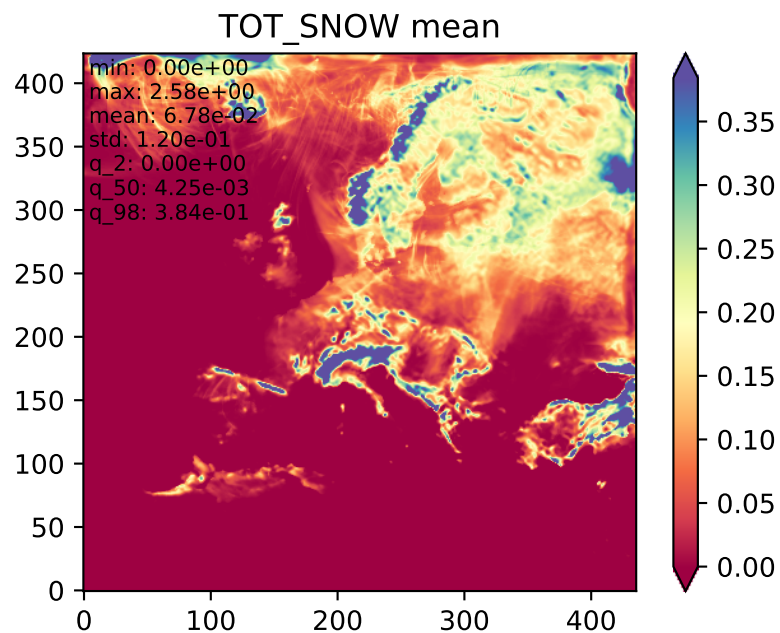 TOT_SNOW mean
min: 0.00e+00
max: 2.58e+00
mean: 6.78e-02
std: 1.20e-01
q_2: 0.00e+00
q_50: 4.25e-03
q_98: 3.84e-01
400
350
300
250
200
150
100
50
0
0 100 200 300 400
0.35
0.30
0.25
0.20
0.15
0.10
0.05
0.00